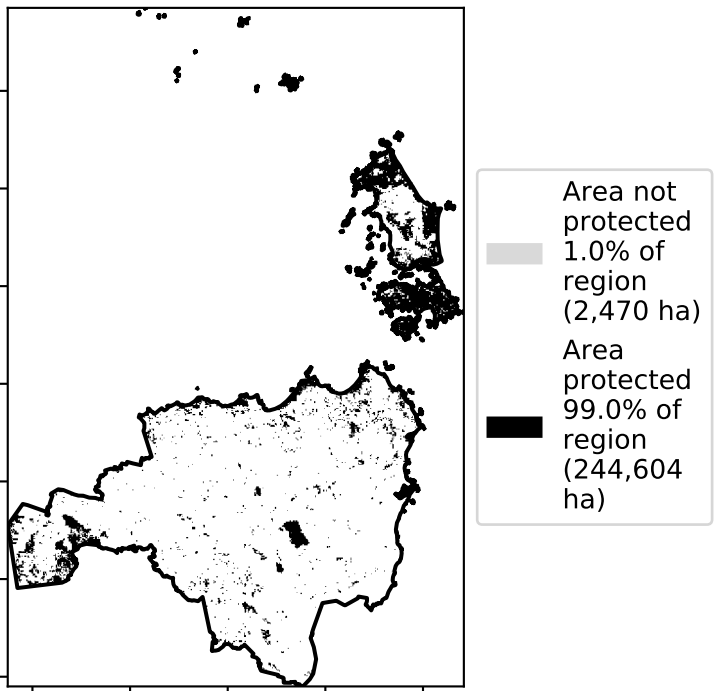 Area not
protected
1.0% of
region
(2,470 ha)
Area
protected
99.0% of
region
(244,604
ha)